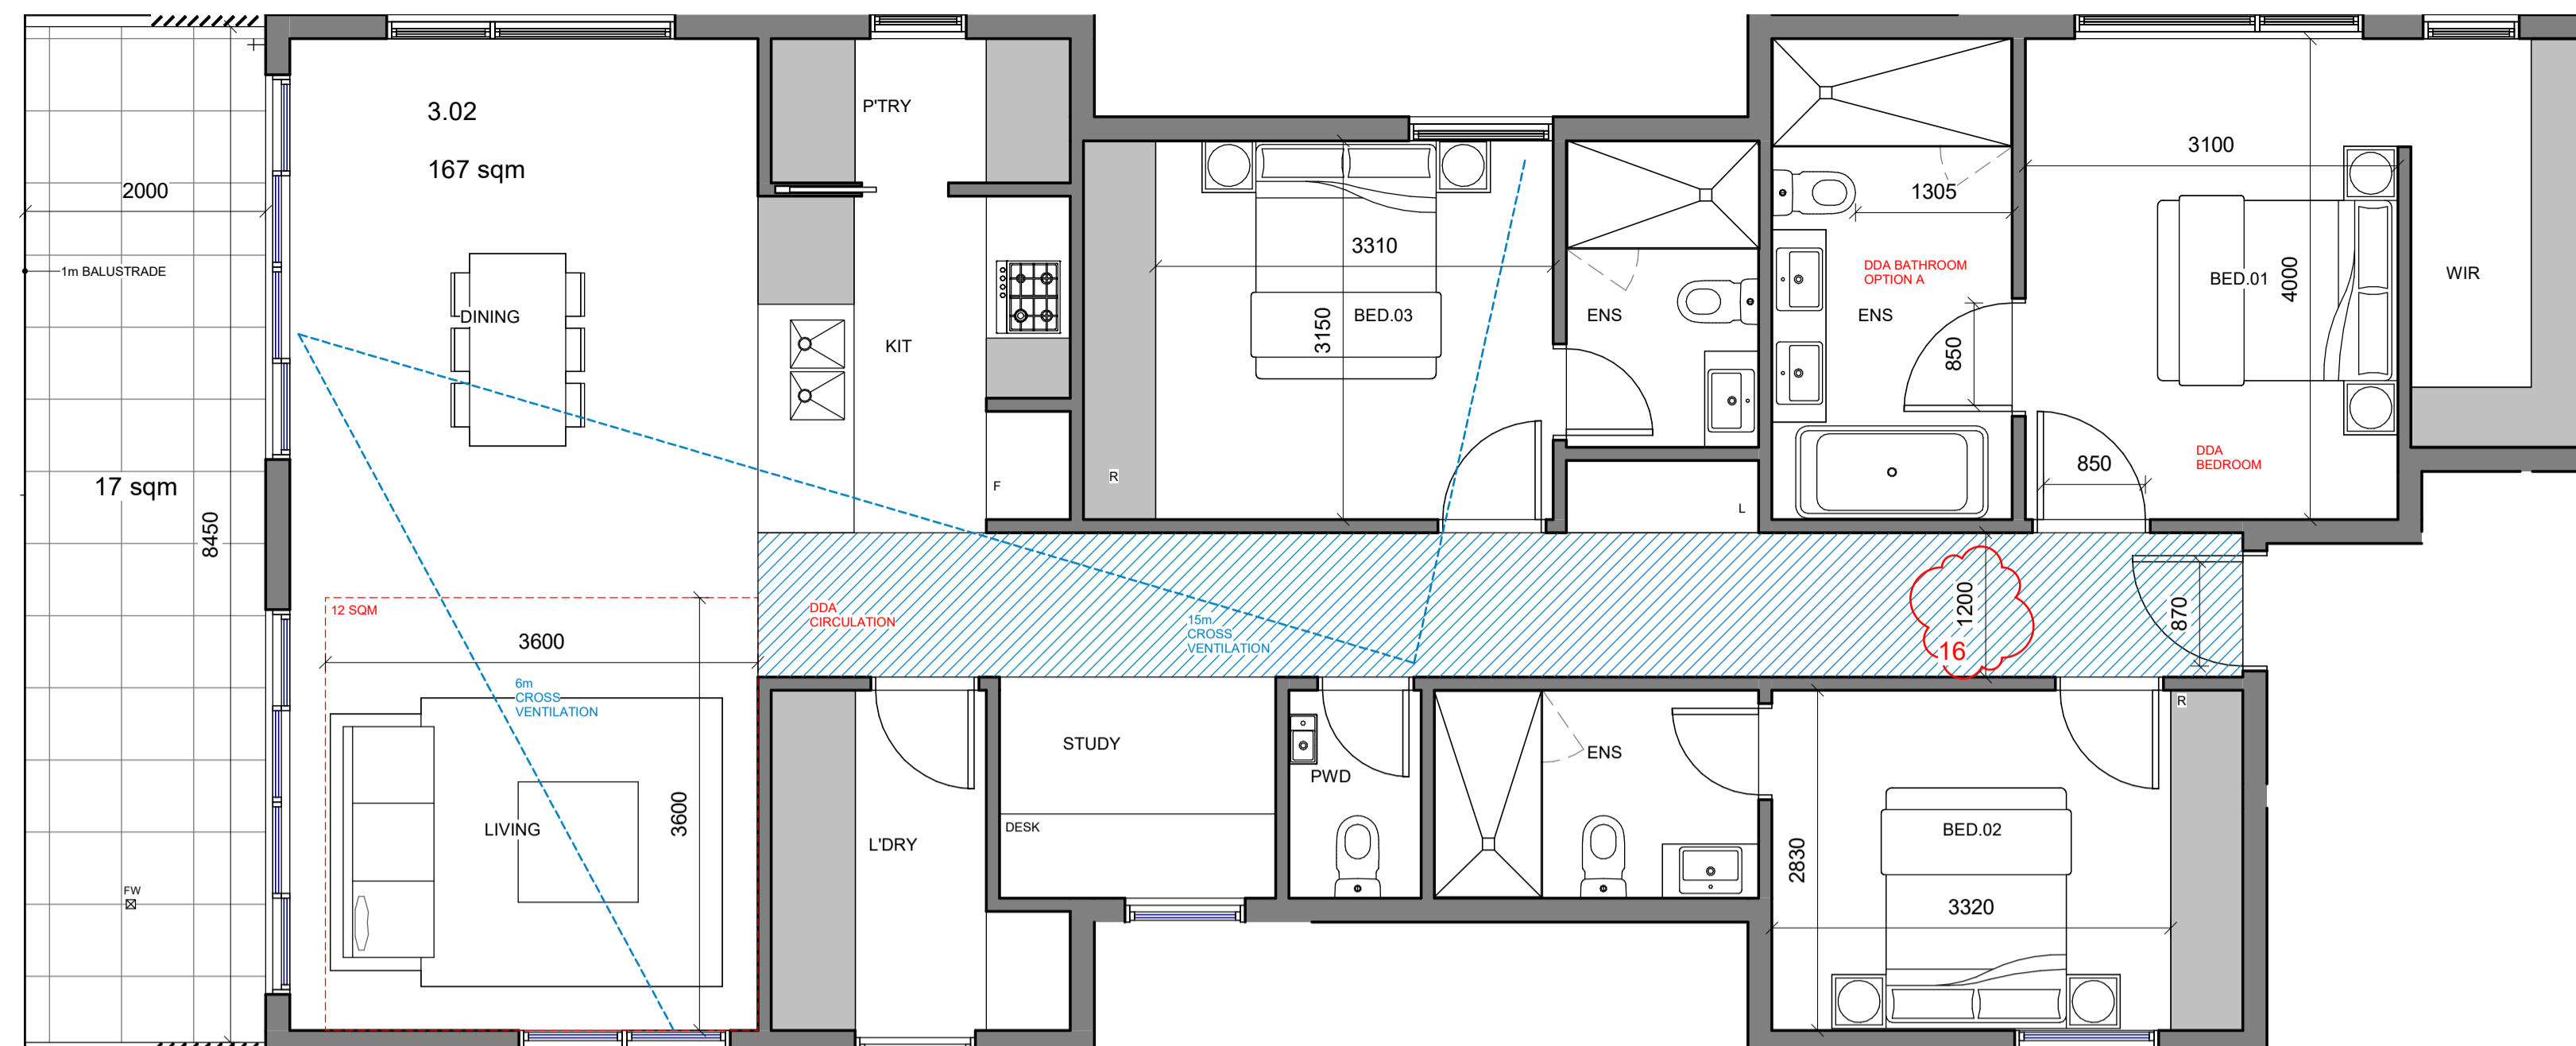 3.02
167 sqm
2000
1m BALUSTRADE
17 sqm
8450
FW
DINING
12 SQM
3600
3600
6m
CROSS
VENTILATION
LIVING
P'TRY
KIT
F
DDA
CIRCULATION
15m
CROSS
VENTILATION
L'DRY
STUDY
DESK
PWD
R
3310
3150
BED.03
ENS
L
1305
DDA BATHROOM
OPTION A
ENS
850
3100
BED.01
4000
WIR
DDA
BEDROOM
850
1200
16
870
ENS
R
BED.02
2830
3320